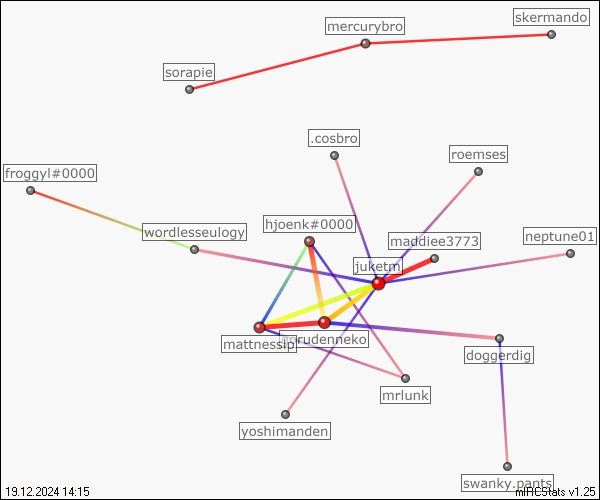 skermando
mercurybro
sorapie
.cosbro
roemses
froggyl#0000
hjoenk#0000
wordlesseulogy
maddiee3773
neptune01
juketm
mattnessip
rudenneko
doggerdig
mrlunk
yoshimanden
swanky.pants
19.12.2024 14:15
mIRCStats v1.25